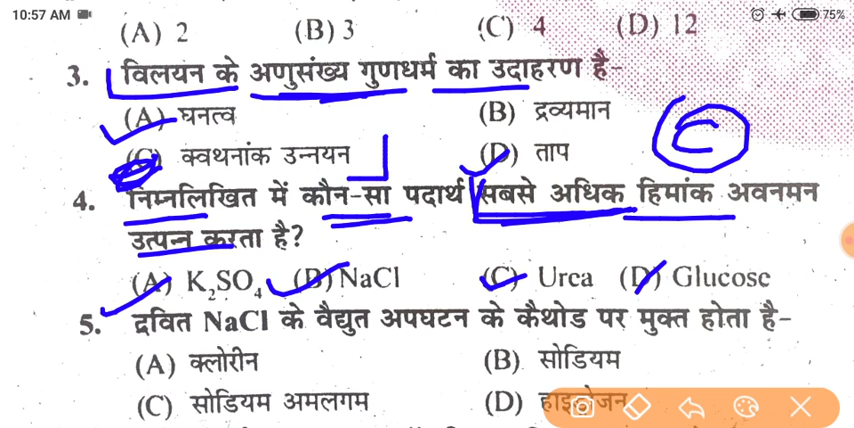 10:57 AM
75%
(A) 2 (B) 3 (C) 4 (D) 12
3. विलयन के अणुसंख्य गुणधर्म का उदाहरण है-
(A) घनत्व (B) द्रव्यमान
(C) क्वथनांक उन्नयन (D) ताप
C
4. निम्नलिखित में कौन-सा पदार्थ सबसे अधिक हिमांक अवनमन
उत्पन्न करता है?
(A) K₂SO₄ (B) NaCl (C) Urea (D) Glucose
5. द्रवित NaCl के वैद्युत अपघटन के कैथोड पर मुक्त होता है-
(A) क्लोरीन (B) सोडियम
(C) सोडियम अमलगम (D) हाइड्रोजन